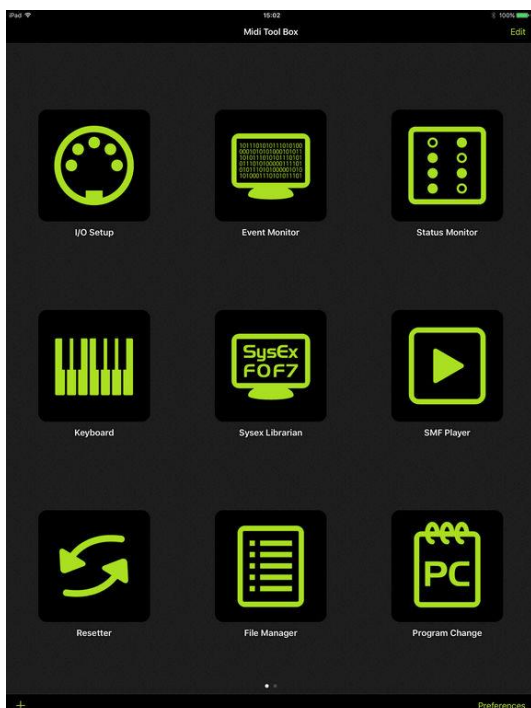 iPad 15:02 100%
Midi Tool Box Edit
I/O Setup Event Monitor Status Monitor
SysEx
F0F7
Keyboard Sysex Librarian SMF Player
PC
Resetter File Manager Program Change
+ Preferences